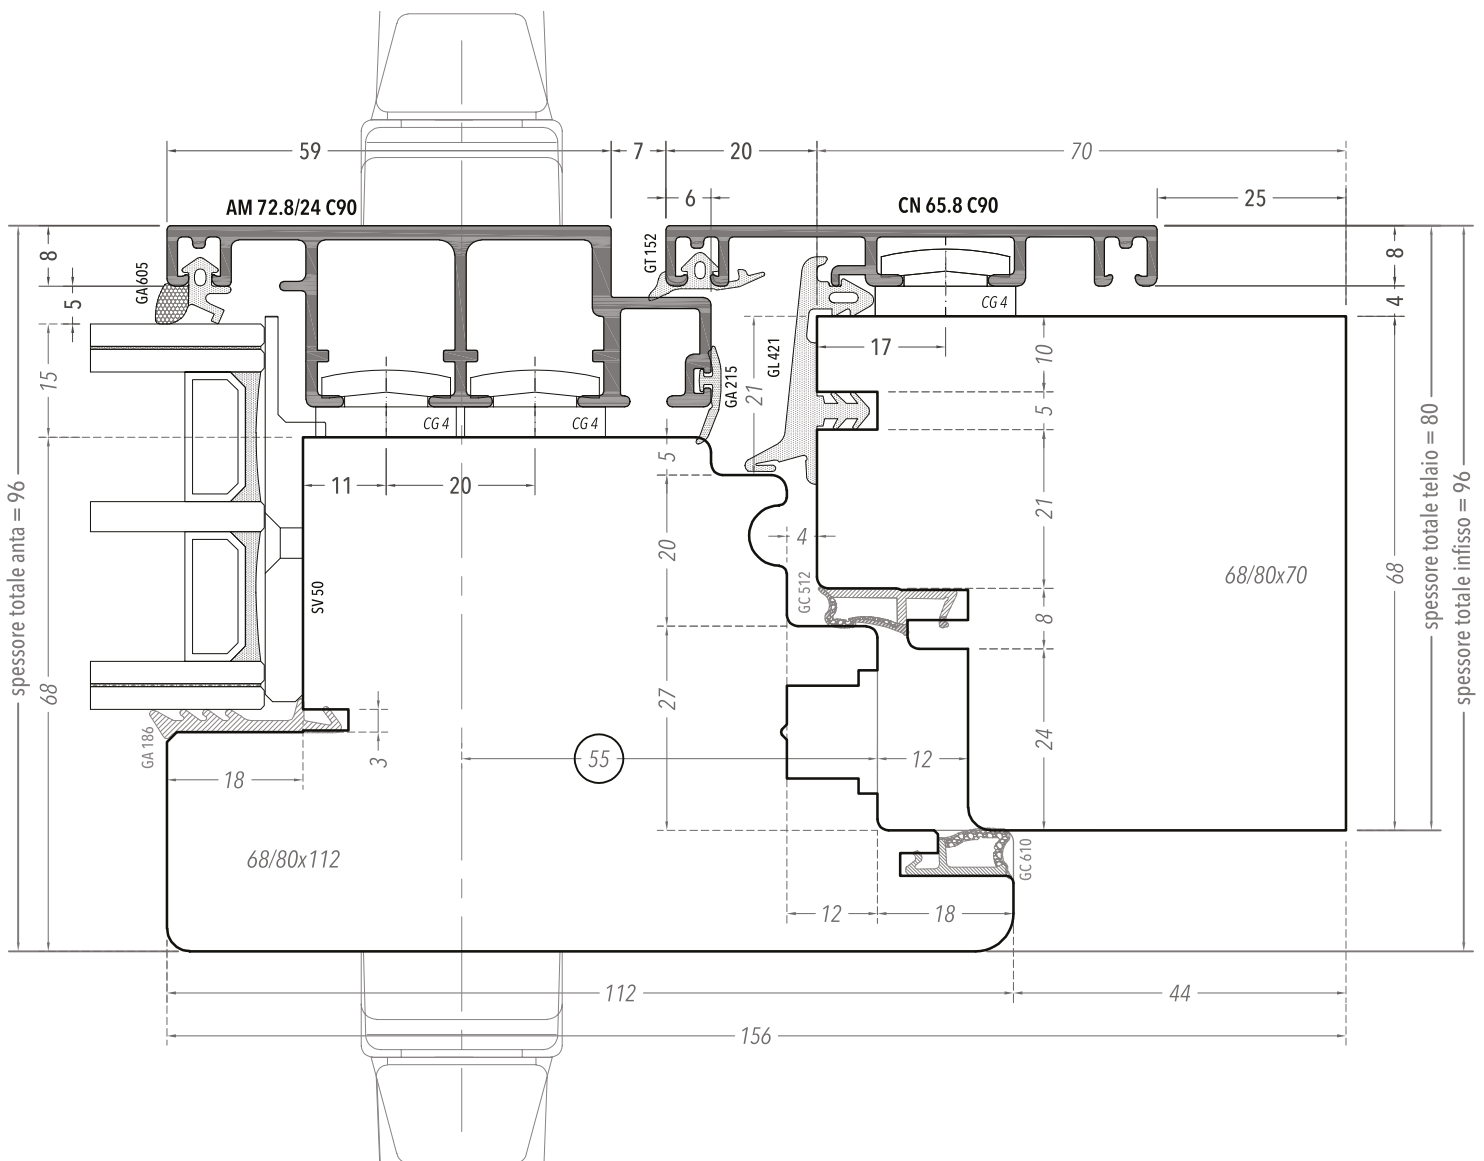 59
7
20
70
6
25
AM 72.8/24 C90
CN 65.8 C90
8
GA 605
GT 152
8
5
CG 4
4
17
10
15
GL 421
GA 215
21
CG 4
CG 4
5
5
11
20
21
20
4
spessore totale anta = 96
SV 50
GC 512
68/80x70
68
spessore totale telaio = 80
spessore totale infisso = 96
8
68
27
24
GA 186
3
18
55
12
68/80x112
GC 610
12
18
112
44
156